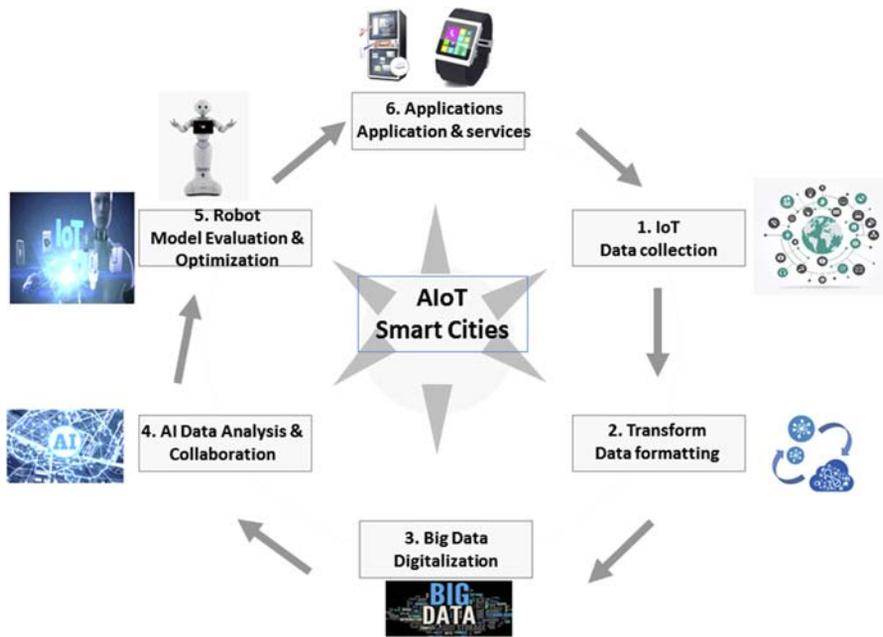 6. Applications
Application & services
1. IoT
Data collection
2. Transform
Data formatting
3. Big Data
Digitalization
BIG
DATA
4. AI Data Analysis &
Collaboration
AI
5. Robot
Model Evaluation &
Optimization
IoT
AIoT
Smart Cities